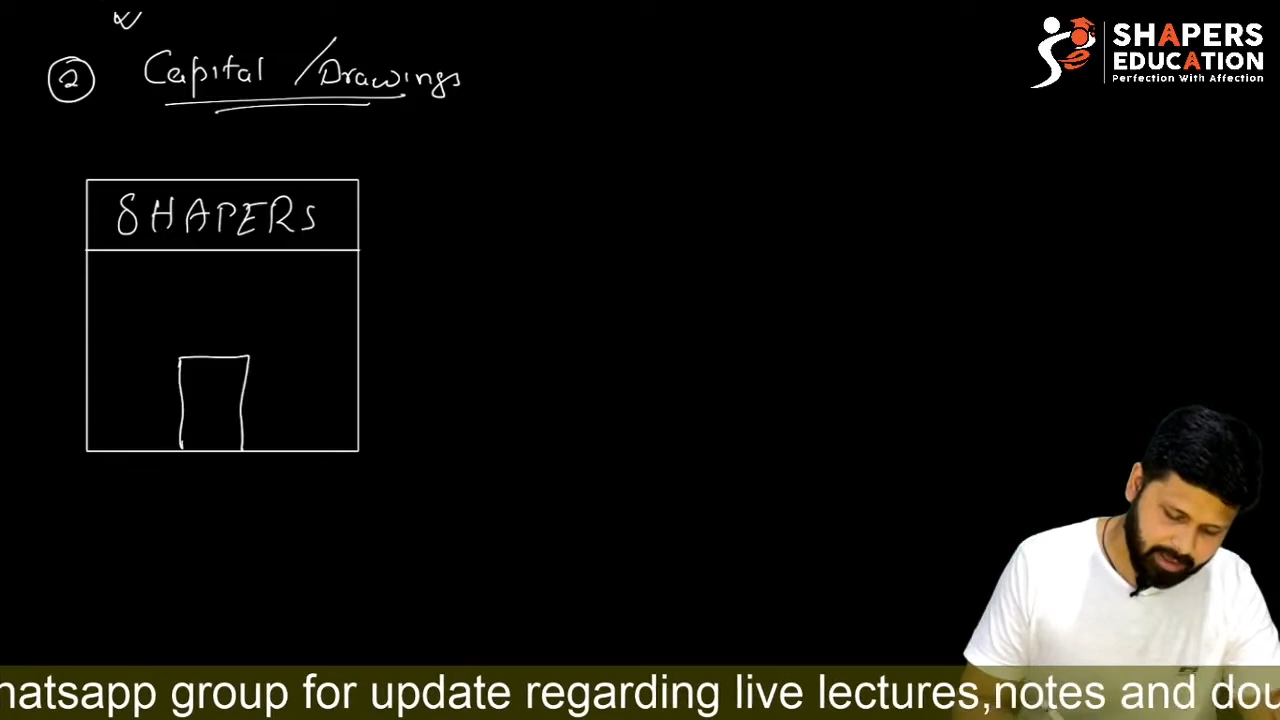 ② Capital / Drawings
SHAPERS
EDUCATION
Perfection With Affection
SHAPERS
hatsapp group for update regarding live lectures,notes and dou